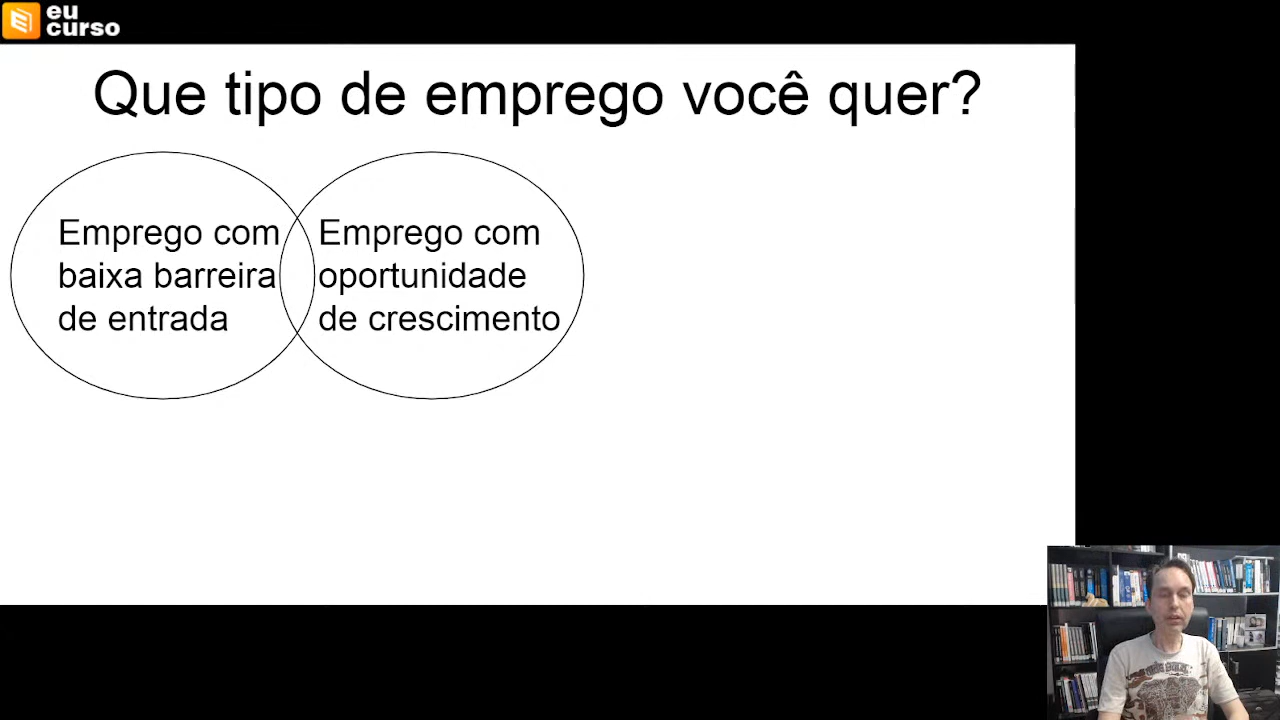 eu
curso
Que tipo de emprego você quer?
Emprego com
baixa barreira
de entrada
Emprego com
oportunidade
de crescimento